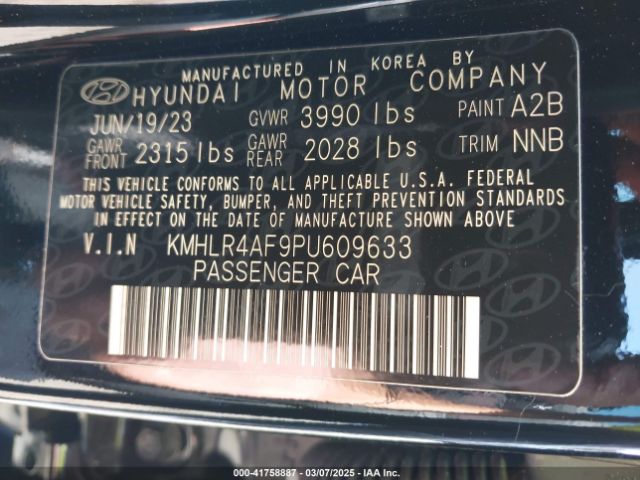 MANUFACTURED IN KOREA BY
HYUNDAI MOTOR COMPANY
JUN/19/23 GVWR 3990 lbs PAINT A2B
GAWR FRONT 2315 lbs GAWR REAR 2028 lbs TRIM NNB
THIS VEHICLE CONFORMS TO ALL APPLICABLE U.S.A. FEDERAL
MOTOR VEHICLE SAFETY, BUMPER, AND THEFT PREVENTION STANDARDS
IN EFFECT ON THE DATE OF MANUFACTURE SHOWN ABOVE
V.I.N KMHLR4AF9PU609633
PASSENGER CAR
000-41758887 - 03/07/2025 - IAA Inc.